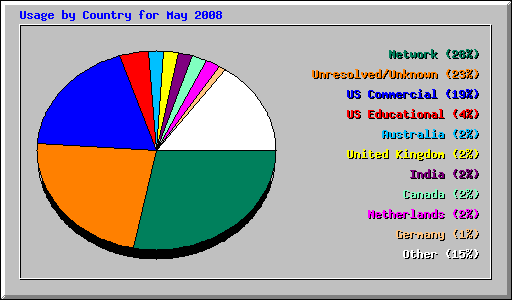 Usage by Country for May 2008
Network (28%)
Unresolved/Unknown (23%)
US Commercial (19%)
US Educational (4%)
Australia (2%)
United Kingdom (2%)
India (2%)
Canada (2%)
Netherlands (2%)
Germany (1%)
Other (15%)